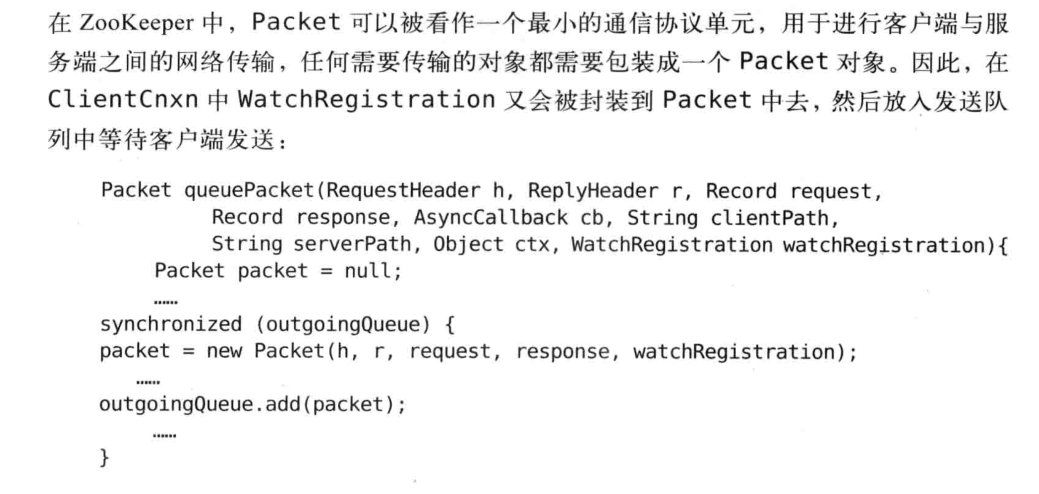 在 ZooKeeper 中，Packet 可以被看作一个最小的通信协议单元，用于进行客户端与服
务端之间的网络传输，任何需要传输的对象都需要包装成一个 Packet 对象。因此，在
ClientCnxn 中 WatchRegistration 又会被封装到 Packet 中去，然后放入发送队
列中等待客户端发送：
Packet queuePacket(RequestHeader h, ReplyHeader r, Record request,
Record response, AsyncCallback cb, String clientPath,
String serverPath, Object ctx, WatchRegistration watchRegistration){
Packet packet = null;
……
synchronized (outgoingQueue) {
packet = new Packet(h, r, request, response, watchRegistration);
……
outgoingQueue.add(packet);
……
}